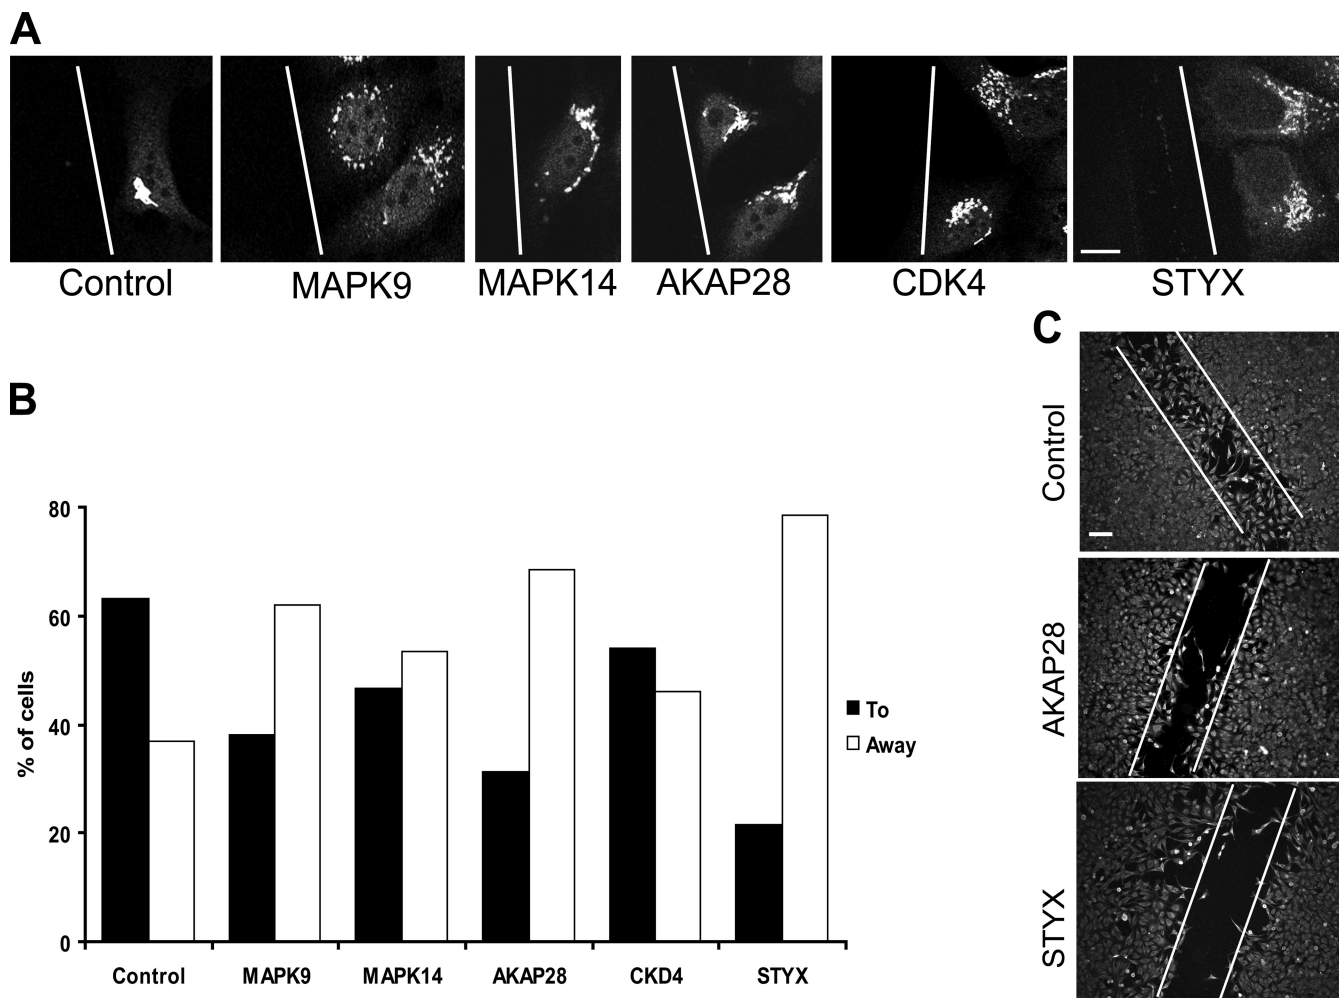 A
Control
MAPK9
MAPK14
AKAP28
CDK4
STYX
C
Control
AKAP28
STYX
B
% of cells
80
60
40
20
0
Control
MAPK9
MAPK14
AKAP28
CKD4
STYX
To
Away